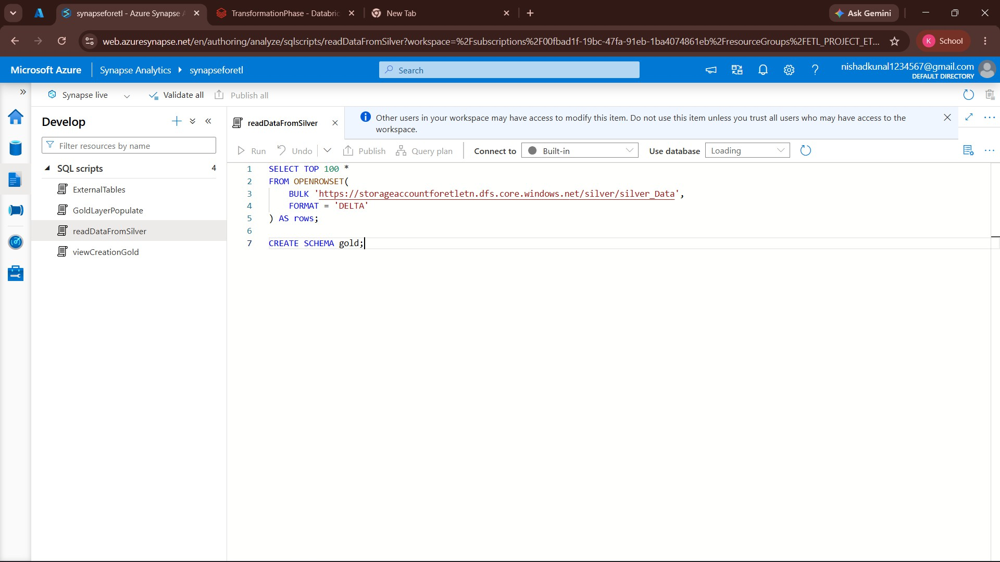 synapseforetl - Azure Synapse A
TransformationPhase - Databric
New Tab
Ask Gemini
web.azuresynapse.net/en/authoring/analyze/sqlscripts/readDataFromSilver?workspace=%2Fsubscriptions%2F00fbad1f-19bc-47fa-91eb-1ba4074861eb%2FresourceGroups%2FETL_PROJECT_ET...
K School
Microsoft Azure
Synapse Analytics
synapseforetl
Search
nishadkunal1234567@gmail.com
DEFAULT DIRECTORY
Synapse live
Validate all
Publish all
Develop
Filter resources by name
SQL scripts 4
ExternalTables
GoldLayerPopulate
readDataFromSilver
viewCreationGold
readDataFromSilver
Other users in your workspace may have access to modify this item. Do not use this item unless you trust all users who may have access to the
workspace.
Run
Undo
Publish
Query plan
Connect to
Built-in
Use database
Loading
1 SELECT TOP 100 *
2 FROM OPENROWSET(
3 BULK 'https://storageaccountforetletn.dfs.core.windows.net/silver/silver_Data',
4 FORMAT = 'DELTA'
5 ) AS rows;
6
7 CREATE SCHEMA gold;